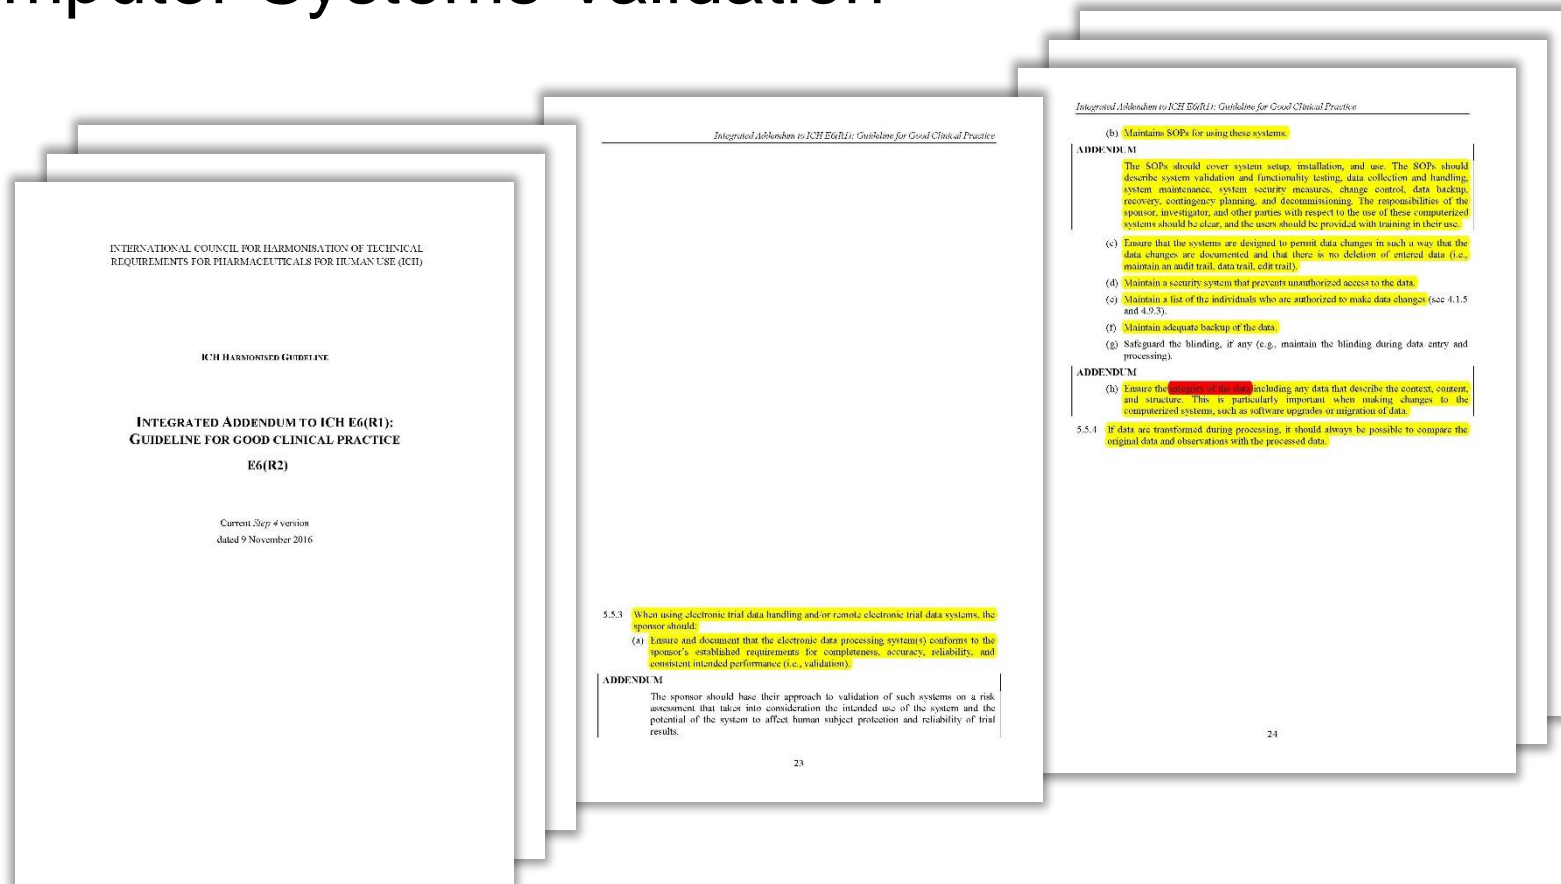 mputer Systems Validation
INTERNATIONAL COUNCIL FOR HARMONISATION OF TECHNICAL
REQUIREMENTS FOR PHARMACEUTICALS FOR HUMAN USE (ICH)
ICH HARMONISED GUIDELINE
INTEGRATED ADDENDUM TO ICH E6(R1):
GUIDELINE FOR GOOD CLINICAL PRACTICE
E6(R2)
Current Step 4 version
dated 9 November 2016
Integrated Addendum to ICH E6(R1): Guideline for Good Clinical Practice
5.5.3 When using electronic trial data handling and/or remote electronic trial data systems, the
sponsor should:
(a) Ensure and document that the electronic data processing system(s) conforms to the
sponsor's established requirements for completeness, accuracy, reliability, and
consistent intended performance (i.e., validation).
ADDENDUM
The sponsor should base their approach to validation of such systems on a risk
assessment that takes into consideration the intended use of the system and the
potential of the system to affect human subject protection and reliability of trial
results.
23
Integrated Addendum to ICH E6(R1): Guideline for Good Clinical Practice
(b) Maintains SOPs for using these systems.
ADDENDUM
The SOPs should cover system setup, installation, and use. The SOPs should
describe system validation and functionality testing, data collection and handling,
system maintenance, system security measures, change control, data backup,
recovery, contingency planning, and decommissioning. The responsibilities of the
sponsor, investigator, and other parties with respect to the use of these computerized
systems should be clear, and the users should be provided with training in their use.
(c) Ensure that the systems are designed to permit data changes in such a way that the
data changes are documented and that there is no deletion of entered data (i.e.,
maintain an audit trail, data trail, edit trail).
(d) Maintain a security system that prevents unauthorized access to the data.
(e) Maintain a list of the individuals who are authorized to make data changes (see 4.1.5
and 4.9.3).
(f) Maintain adequate backup of the data.
(g) Safeguard the blinding, if any (e.g., maintain the blinding during data entry and
processing).
ADDENDUM
(h) Ensure the integrity of the data including any data that describe the context, content,
and structure. This is particularly important when making changes to the
computerized systems, such as software upgrades or migration of data.
5.5.4 If data are transformed during processing, it should always be possible to compare the
original data and observations with the processed data.
24